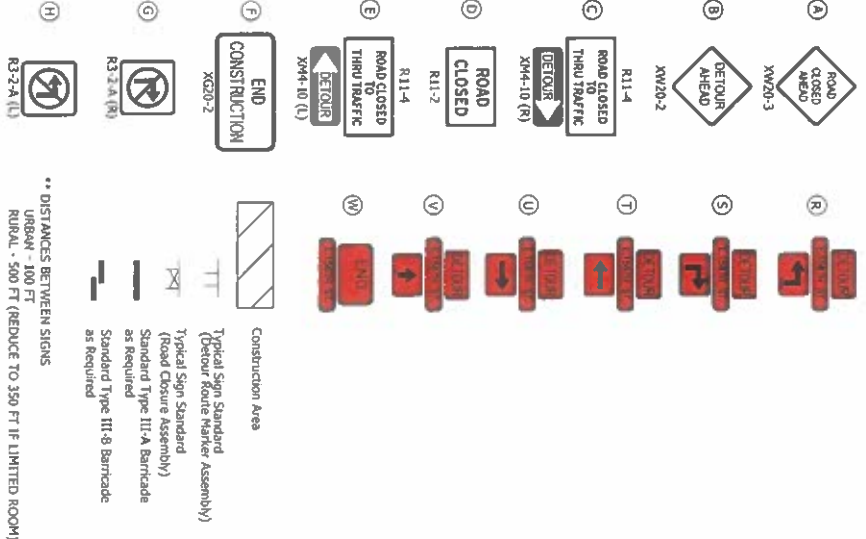 A
ROAD
CLOSED
AHEAD
XW20-3
B
DETOUR
AHEAD
XW20-2
C
R11-4
ROAD CLOSED
TO
THRU TRAFFIC
DETOUR
XM4-10 (R)
D
ROAD
CLOSED
R11-2
E
R11-4
ROAD CLOSED
TO
THRU TRAFFIC
DETOUR
XM4-10 (L)
F
END
CONSTRUCTION
XG20-2
G
R3-2-A (R)
H
R3-2-A (L)
R
DETOUR
S
DETOUR
T
DETOUR
U
DETOUR
V
DETOUR
W
END
Construction Area
Typical Sign Standard
(Detour Route Marker Assembly)
Typical Sign Standard
(Road Closure Assembly)
Standard Type III-A Barricade
as Required
Standard Type III-B Barricade
as Required
** DISTANCES BETWEEN SIGNS
URBAN - 100 FT
RURAL - 500 FT (REDUCE TO 350 FT IF LIMITED ROOM)